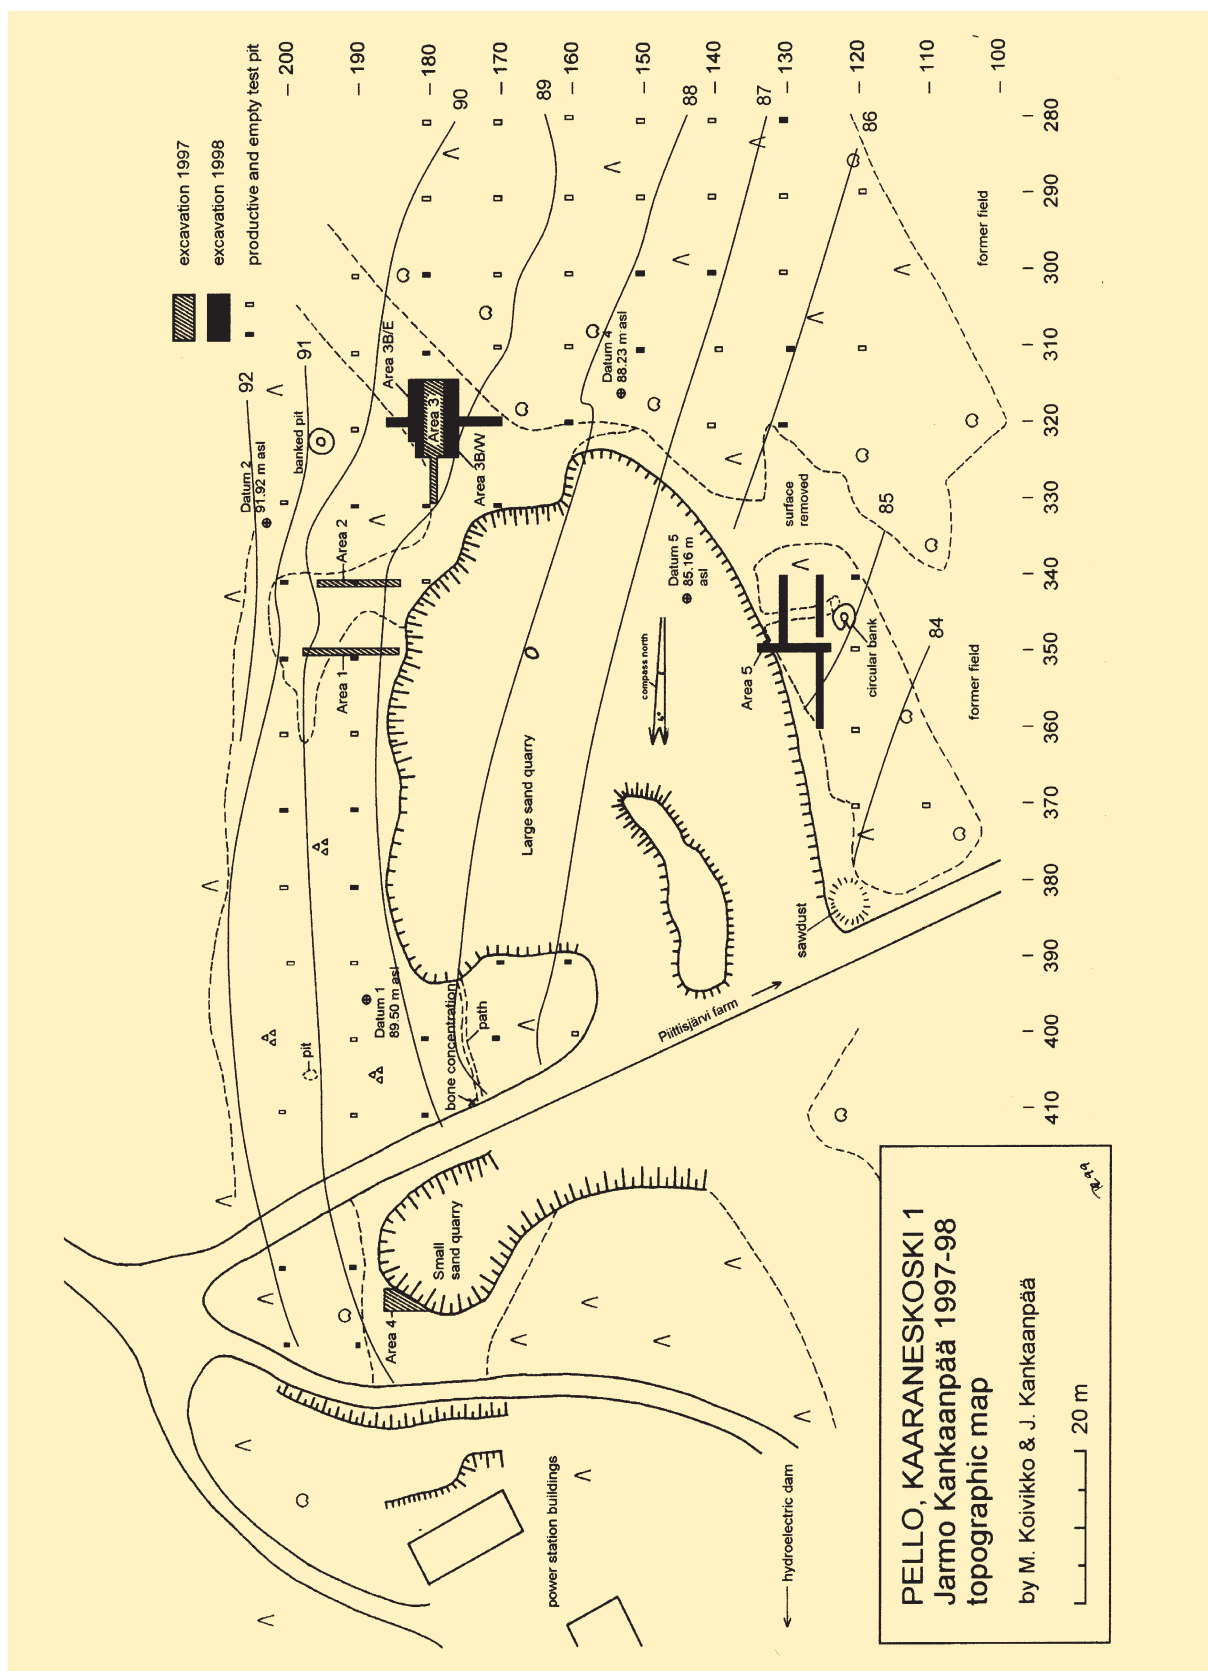 PELLO, KAARANESKOSKI 1
Jarmo Kankaanpää 1997-98
topographic map
by M. Koivikko & J. Kankaanpää
20 m
excavation 1997
excavation 1998
productive and empty test pit
200
190
180
170
160
150
140
130
120
110
100
280
290
300
310
320
330
340
350
360
370
380
390
400
410
92
91
90
89
88
87
86
85
84
Datum 2
91.92 m asl
banked pit
Area 3B/E
Area 3
Area 3B/W
Datum 4
88.23 m asl
former field
Area 2
Area 1
Datum 5
85.16 m
asl
surface
removed
compass north
Area 5
circular bank
former field
Large sand quarry
sawdust
Datum 1
89.50 m asl
pit
bone concentration
path
Piittisjärvi farm
Small
sand quarry
Area 4
power station buildings
hydroelectric dam